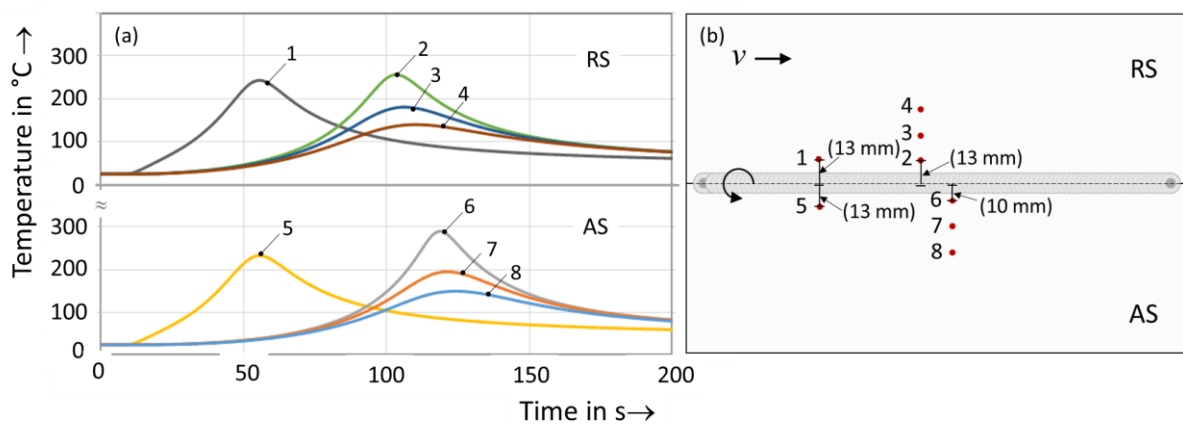 (a)
RS
1
2
3
4
300
200
100
0
≈
AS
5
6
7
8
300
200
100
0
0 50 100 150 200
Temperature in °C →
Time in s→
(b)
v
RS
4
3
1 (13 mm) 2 (13 mm)
5 (13 mm) 6 (10 mm)
7
8
AS